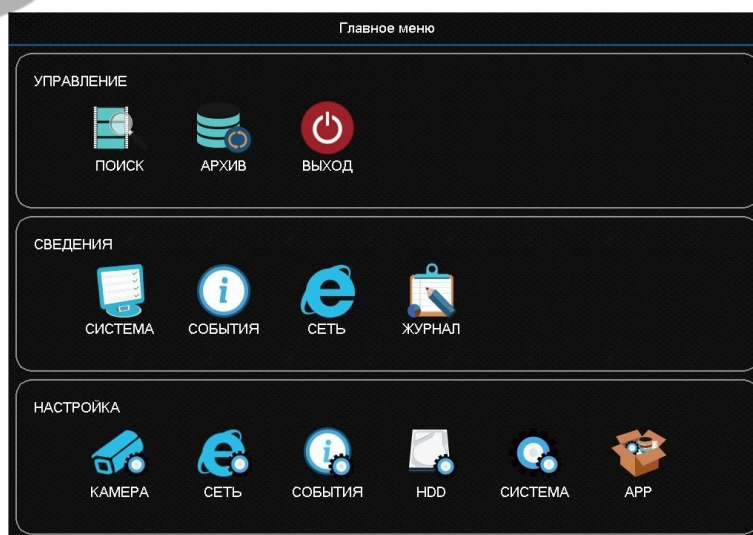 Главное меню
УПРАВЛЕНИЕ
ПОИСК АРХИВ ВЫХОД
СВЕДЕНИЯ
СИСТЕМА СОБЫТИЯ СЕТЬ ЖУРНАЛ
НАСТРОЙКА
КАМЕРА СЕТЬ СОБЫТИЯ HDD СИСТЕМА APP